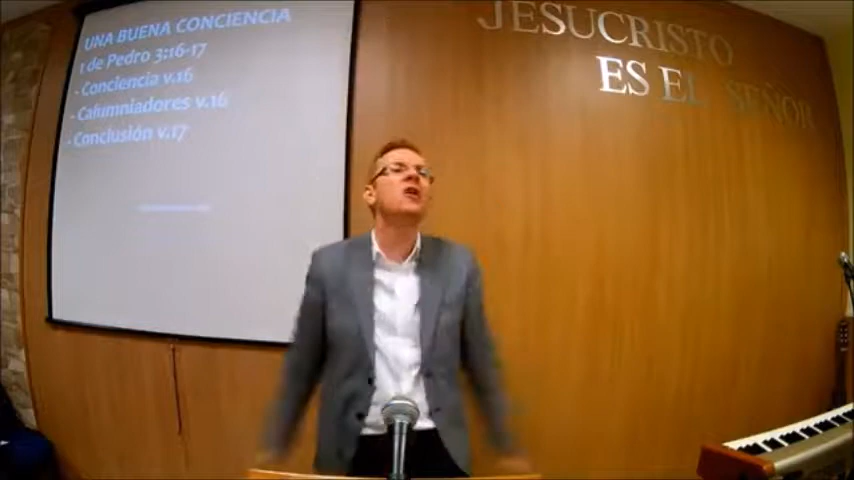 UNA BUENA CONCIENCIA
1 de Pedro 3:16-17
· Conciencia v.16
· Calumniadores v.16
· Conclusión v.17
JESUCRISTO
ES EL SEÑOR